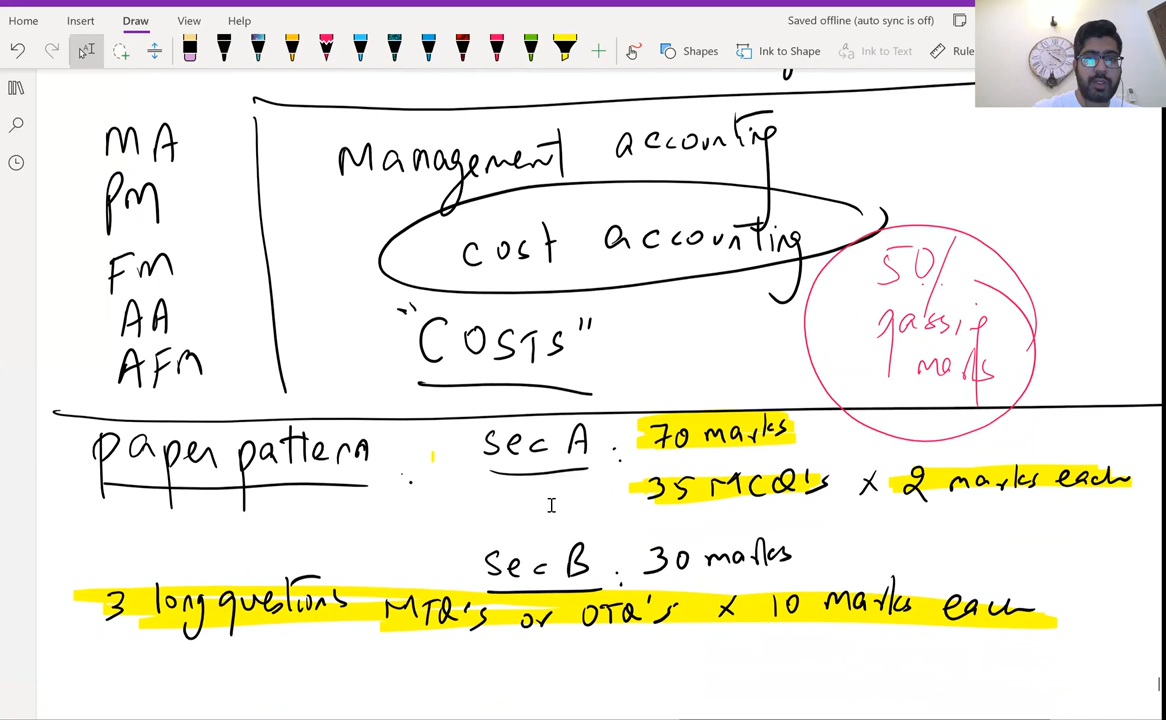 Home Insert Draw View Help
Saved offline (auto sync is off)
Shapes Ink to Shape Ink to Text Rule
MA
PM
FM
AA
AFM
Management accounting
cost accounting
"COSTS"
50%
passing
marks
paper pattern : sec A : 70 marks
35 MCQ's x 2 marks each
sec B : 30 marks
3 long questions MTQ's or OTQ's x 10 marks each